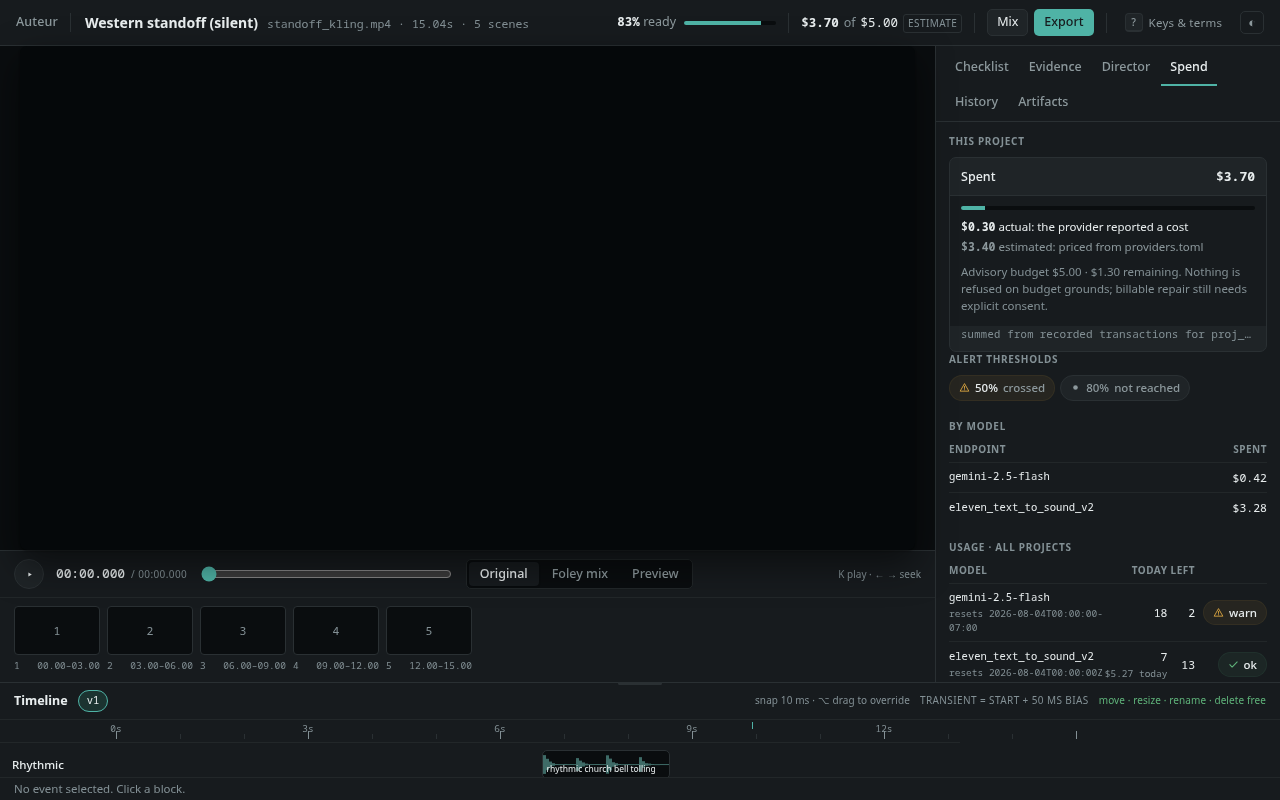 Auteur
Western standoff (silent) standoff_kling.mp4 · 15.04s · 5 scenes
83% ready
$3.70 of $5.00 ESTIMATE
Mix
Export
? Keys & terms
Checklist Evidence Director Spend
History Artifacts
THIS PROJECT
Spent $3.70
$0.30 actual: the provider reported a cost
$3.40 estimated: priced from providers.toml
Advisory budget $5.00 · $1.30 remaining. Nothing is
refused on budget grounds; billable repair still needs
explicit consent.
summed from recorded transactions for proj_…
ALERT THRESHOLDS
50% crossed 80% not reached
BY MODEL
ENDPOINT SPENT
gemini-2.5-flash $0.42
eleven_text_to_sound_v2 $3.28
USAGE · ALL PROJECTS
MODEL TODAY LEFT
gemini-2.5-flash
resets 2026-08-04T00:00:00-
07:00
18 2 warn
eleven_text_to_sound_v2 7
resets 2026-08-04T00:00:00Z $5.27 today
13 ok
00:00.000 / 00:00.000
Original Foley mix Preview
K play · ← → seek
1 2 3 4 5
1 00.00–03.00 2 03.00–06.00 3 06.00–09.00 4 09.00–12.00 5 12.00–15.00
Timeline v1
snap 10 ms · ⌥ drag to override TRANSIENT = START + 50 MS BIAS move · resize · rename · delete free
0s 3s 6s 9s 12s
Rhythmic
rhythmic church bell tolling
No event selected. Click a block.